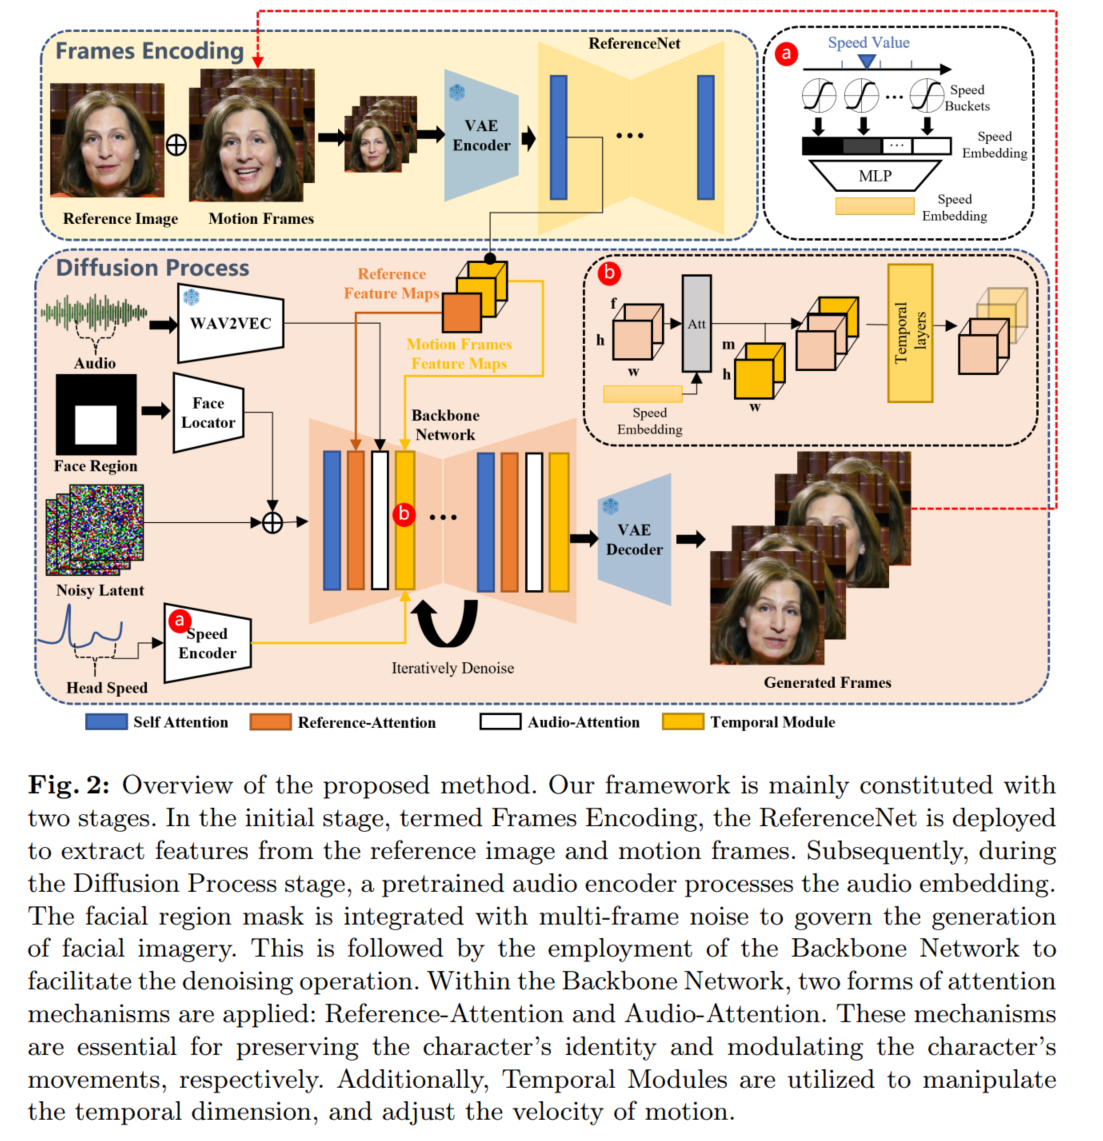 Frames Encoding
ReferenceNet
VAE
Encoder
Reference Image
Motion Frames
a
Speed Value
Speed
Buckets
Speed
Embedding
MLP
Speed
Embedding
Diffusion Process
WAV2VEC
Audio
Reference
Feature Maps
Motion Frames
Feature Maps
Face
Locator
Face Region
Backbone
Network
b
Noisy Latent
a
Speed
Encoder
Head Speed
Iteratively Denoise
b
f
h
w
Att
Speed
Embedding
m
h
w
Temporal
layers
VAE
Decoder
Generated Frames
Self Attention
Reference-Attention
Audio-Attention
Temporal Module
Fig. 2: Overview of the proposed method. Our framework is mainly constituted with
two stages. In the initial stage, termed Frames Encoding, the ReferenceNet is deployed
to extract features from the reference image and motion frames. Subsequently, during
the Diffusion Process stage, a pretrained audio encoder processes the audio embedding.
The facial region mask is integrated with multi-frame noise to govern the generation
of facial imagery. This is followed by the employment of the Backbone Network to
facilitate the denoising operation. Within the Backbone Network, two forms of attention
mechanisms are applied: Reference-Attention and Audio-Attention. These mechanisms
are essential for preserving the character's identity and modulating the character's
movements, respectively. Additionally, Temporal Modules are utilized to manipulate
the temporal dimension, and adjust the velocity of motion.